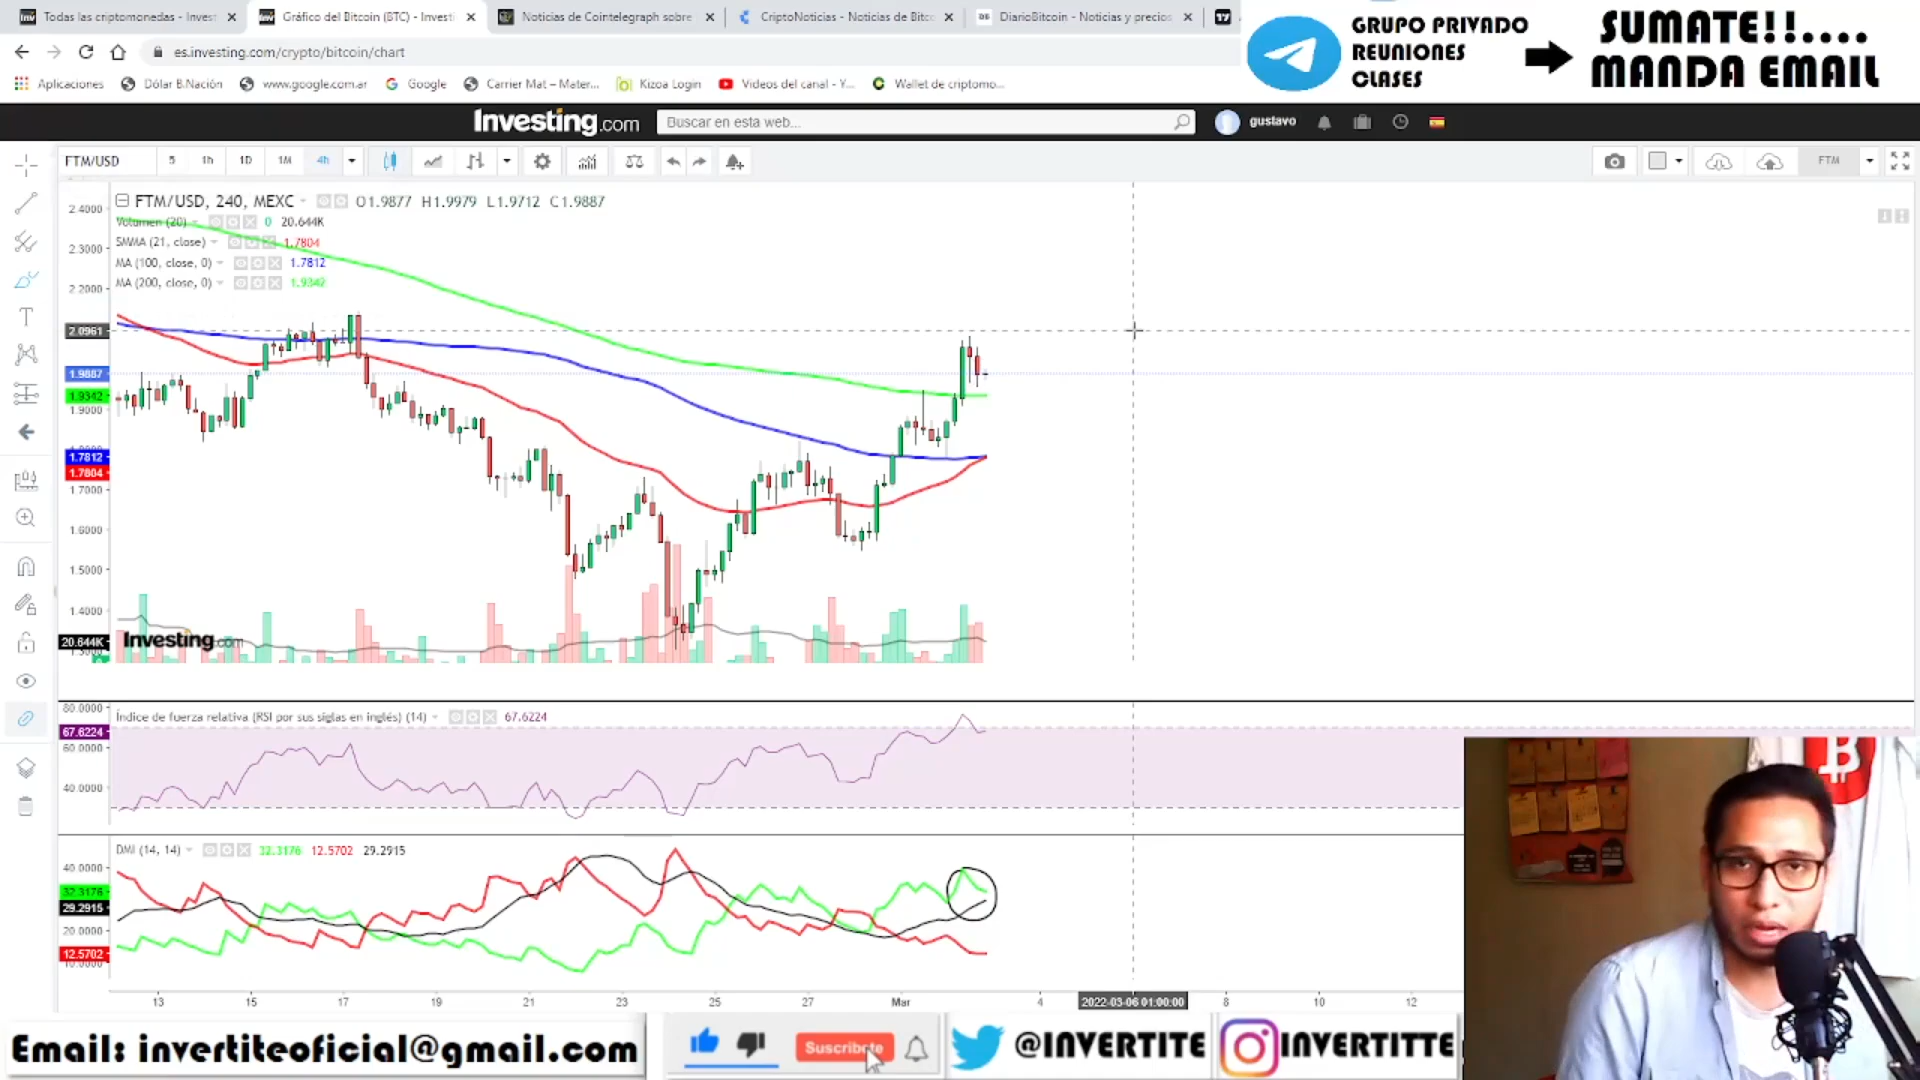 Todas las criptomonedas - Invest
Gráfico del Bitcoin (BTC) - Investi
Noticias de Cointelegraph sobre
CriptoNoticias - Noticias de Bitco
DiarioBitcoin - Noticias y precios
GRUPO PRIVADO
REUNIONES
CLASES
SUMATE!!....
MANDA EMAIL
es.investing.com/crypto/bitcoin/chart
Aplicaciones
Dólar B.Nación
www.google.com.ar
Google
Carrier Mat – Mater...
Kizoa Login
Videos del canal - Y...
Wallet de criptomo...
Investing.com
Buscar en esta web...
gustavo
FTM/USD
5
1h
1D
1M
4h
FTM
FTM/USD, 240, MEXC
O1.9877 H1.9979 L1.9712 C1.9887
Volumen (20)
0 20.644K
SMMA (21, close)
1.7804
MA (100, close, 0)
1.7812
MA (200, close, 0)
1.9342
2.4000
2.3000
2.2000
2.0961
1.9887
1.9342
1.9000
1.7812
1.7804
1.7000
1.6000
1.5000
1.4000
20.644K
Investing.com
Índice de fuerza relativa (RSI por sus siglas en inglés) (14)
67.6224
80.0000
67.6224
60.0000
40.0000
DMI (14, 14)
32.3176 12.5702 29.2915
40.0000
32.3176
29.2915
20.0000
12.5702
13 15 17 19 21 23 25 27 Mar 4 2022-03-06 01:00:00 8 10 12
Email: invertiteoficial@gmail.com
Suscribete
@INVERTITE
INVERTITTE